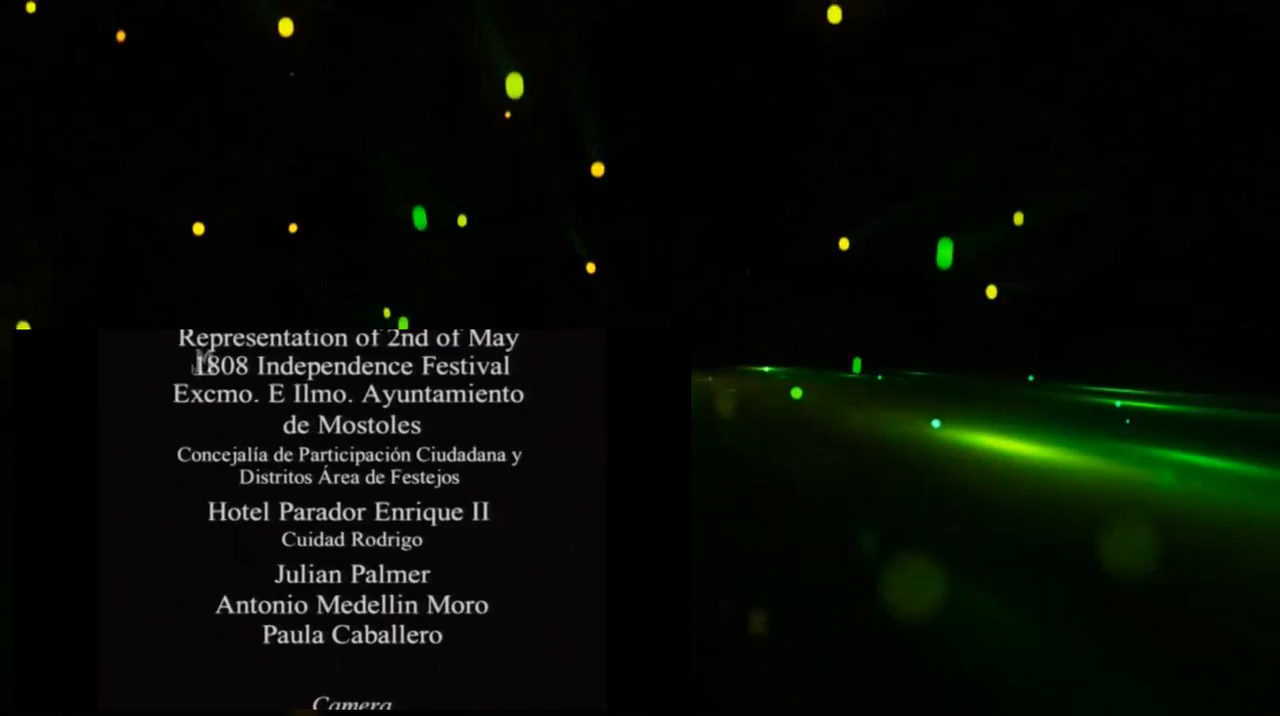 Representation of 2nd of May
1808 Independence Festival
Excmo. E Ilmo. Ayuntamiento
de Mostoles
Concejalía de Participación Ciudadana y
Distritos Área de Festejos
Hotel Parador Enrique II
Cuidad Rodrigo
Julian Palmer
Antonio Medellin Moro
Paula Caballero
Camera